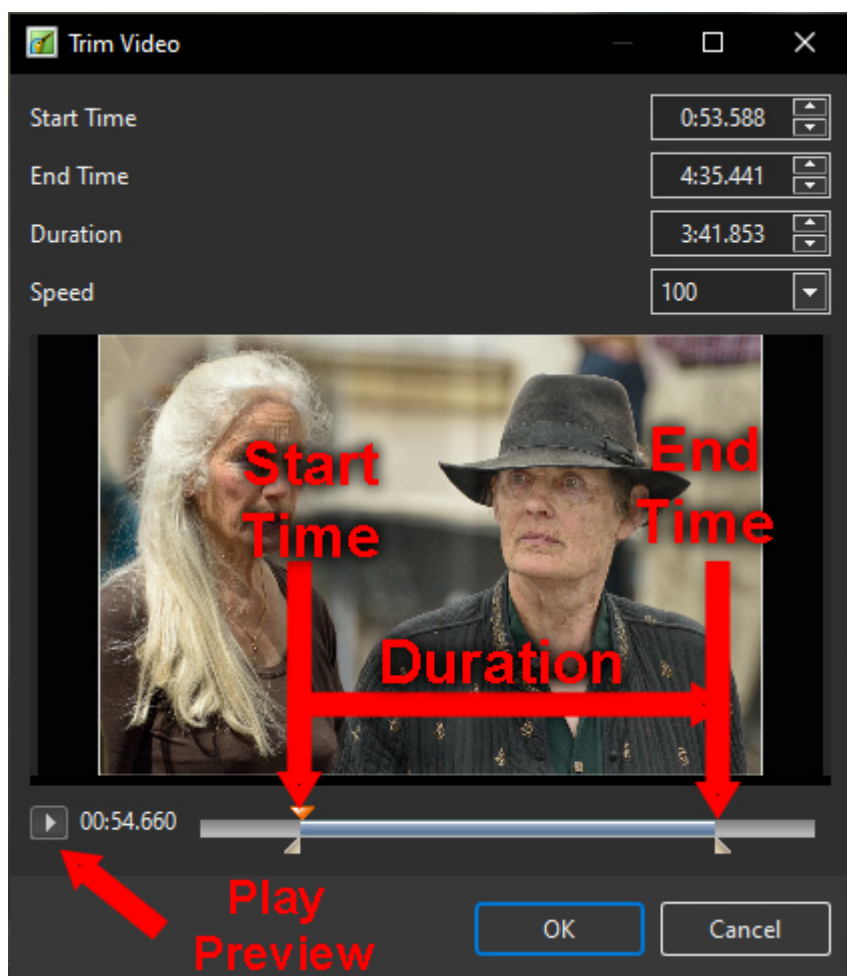 Trim Video
Start Time 0:53.588
End Time 4:35.441
Duration 3:41.853
Speed 100
Start
Time
End
Time
Duration
00:54.660
Play
Preview
OK Cancel